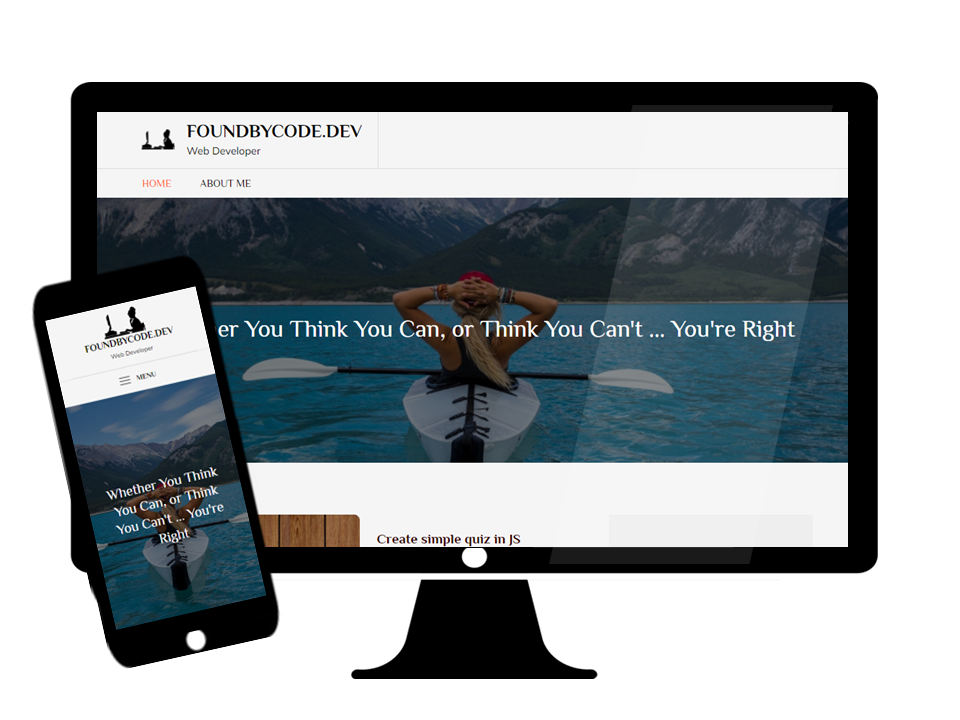 FOUNDBYCODE.DEV
Web Developer
HOME ABOUT ME
er You Think You Can, or Think You Can't ... You're Right
Create simple quiz in JS
FOUNDBYCODE.DEV
Web Developer
MENU
Whether You Think
You Can, or Think
You Can't ... You're
Right